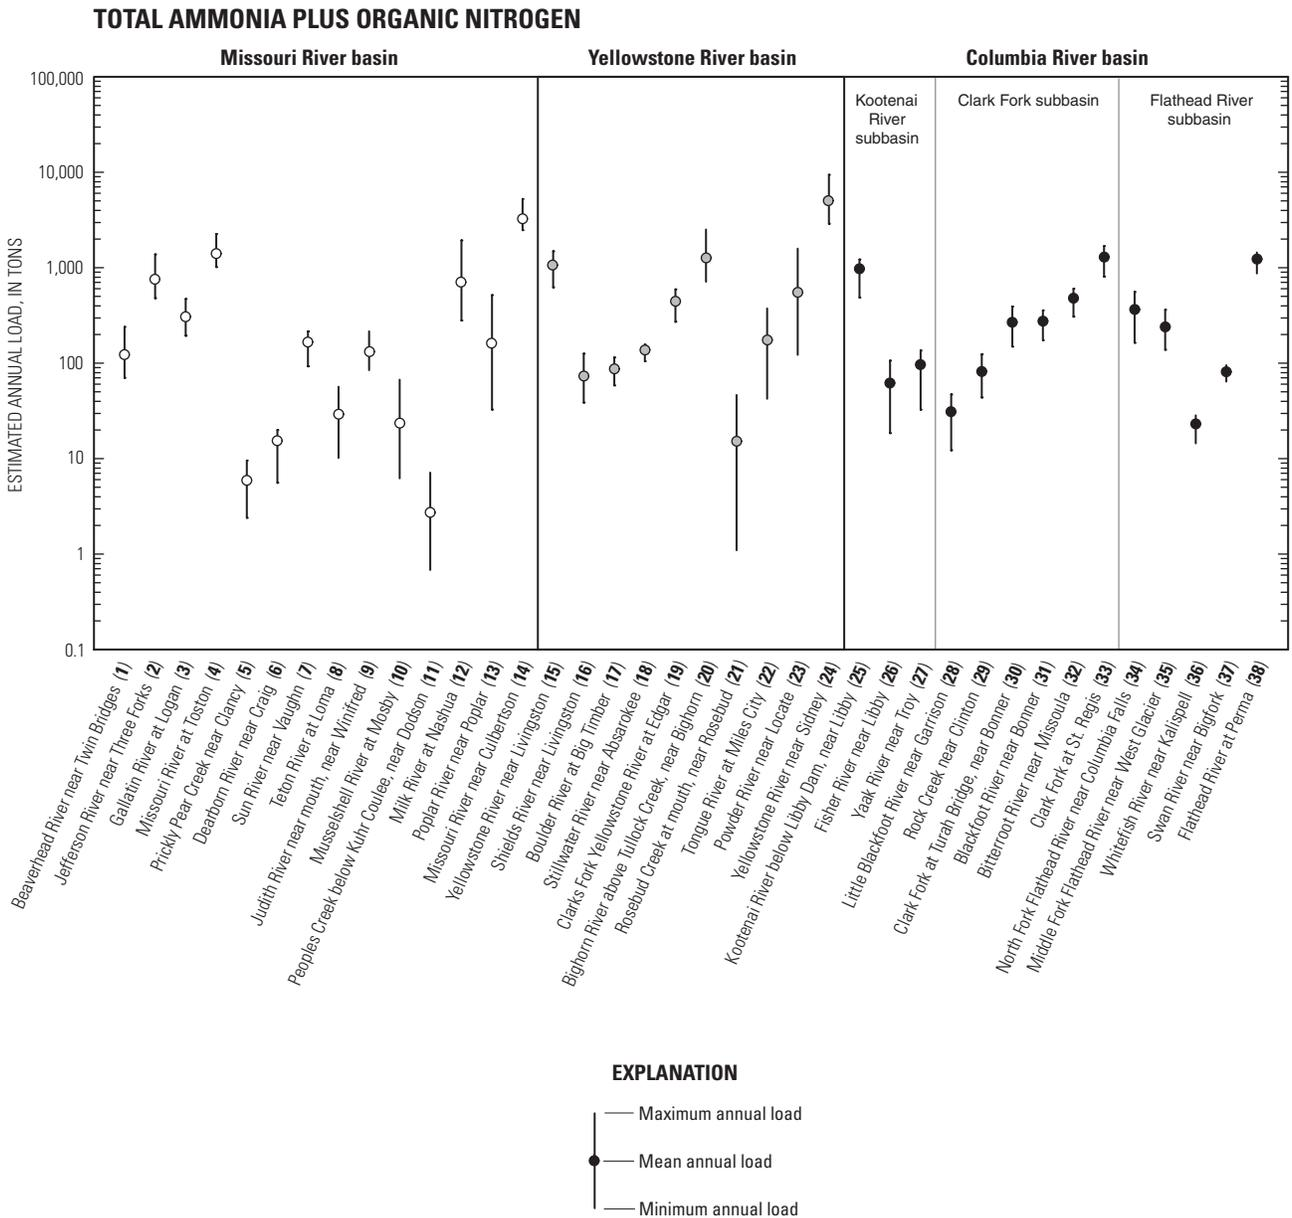 TOTAL AMMONIA PLUS ORGANIC NITROGEN
Missouri River basin
Yellowstone River basin
Columbia River basin
Kootenai
River
subbasin
Clark Fork subbasin
Flathead River
subbasin
ESTIMATED ANNUAL LOAD, IN TONS
100,000
10,000
1,000
100
10
1
0.1
Beaverhead River near Twin Bridges (1)
Jefferson River near Three Forks (2)
Gallatin River at Logan (3)
Missouri River at Toston (4)
Prickly Pear Creek near Clancy (5)
Dearborn River near Craig (6)
Sun River near Vaughn (7)
Teton River at Loma (8)
Judith River near mouth, near Winifred (9)
Musselshell River at Mosby (10)
Peoples Creek below Kuhr Coulee, near Dodson (11)
Milk River at Nashua (12)
Poplar River near Poplar (13)
Missouri River near Culbertson (14)
Yellowstone River near Livingston (15)
Shields River near Livingston (16)
Boulder River at Big Timber (17)
Stillwater River near Absarokee (18)
Clarks Fork Yellowstone River at Edgar (19)
Bighorn River above Tullock Creek, near Bighorn (20)
Rosebud Creek at mouth, near Rosebud (21)
Tongue River at Miles City (22)
Powder River near Locate (23)
Yellowstone River near Sidney (24)
Kootenai River below Libby Dam, near Libby (25)
Fisher River near Libby (26)
Yaak River near Troy (27)
Little Blackfoot River near Garrison (28)
Rock Creek near Clinton (29)
Clark Fork at Turah Bridge, near Bonner (30)
Blackfoot River near Bonner (31)
Bitterroot River near Missoula (32)
Clark Fork at St. Regis (33)
North Fork Flathead River near Columbia Falls (34)
Middle Fork Flathead River near West Glacier (35)
Whitefish River near Kalispell (36)
Swan River near Bigfork (37)
Flathead River at Perma (38)
EXPLANATION
Maximum annual load
Mean annual load
Minimum annual load